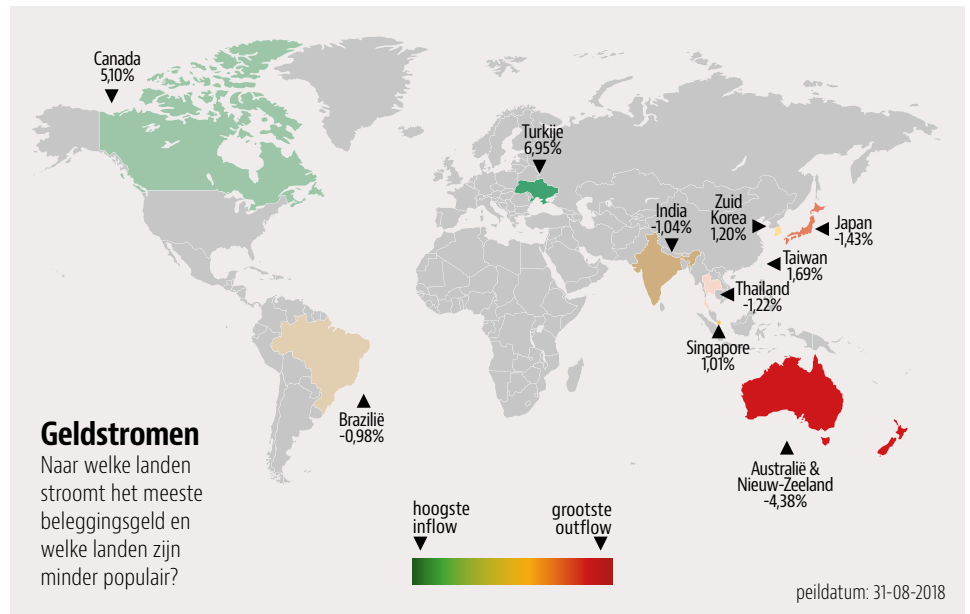 Canada
5,10%
Turkije
6,95%
India
-1,04%
Zuid
Korea
1,20%
Japan
-1,43%
Taiwan
1,69%
Thailand
-1,22%
Singapore
1,01%
Brazilië
-0,98%
Australië &
Nieuw-Zeeland
-4,38%
Geldstromen
Naar welke landen
stroomt het meeste
beleggingsgeld en
welke landen zijn
minder populair?
hoogste
inflow
grootste
outflow
peildatum: 31-08-2018